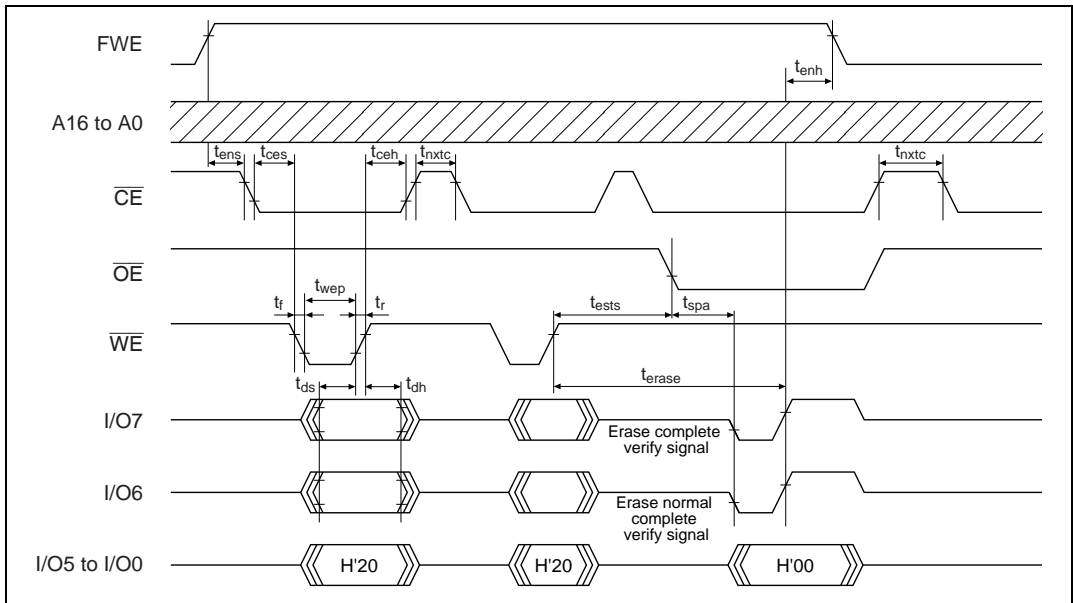 FWE
tenh
A16 to A0
tens tces tceh tnxtc tnxtc
CE
OE
twep
tf tr tests tspa
WE
tds tdh terase
I/O7
Erase complete
verify signal
I/O6
Erase normal
complete
verify signal
I/O5 to I/O0 H'20 H'20 H'00